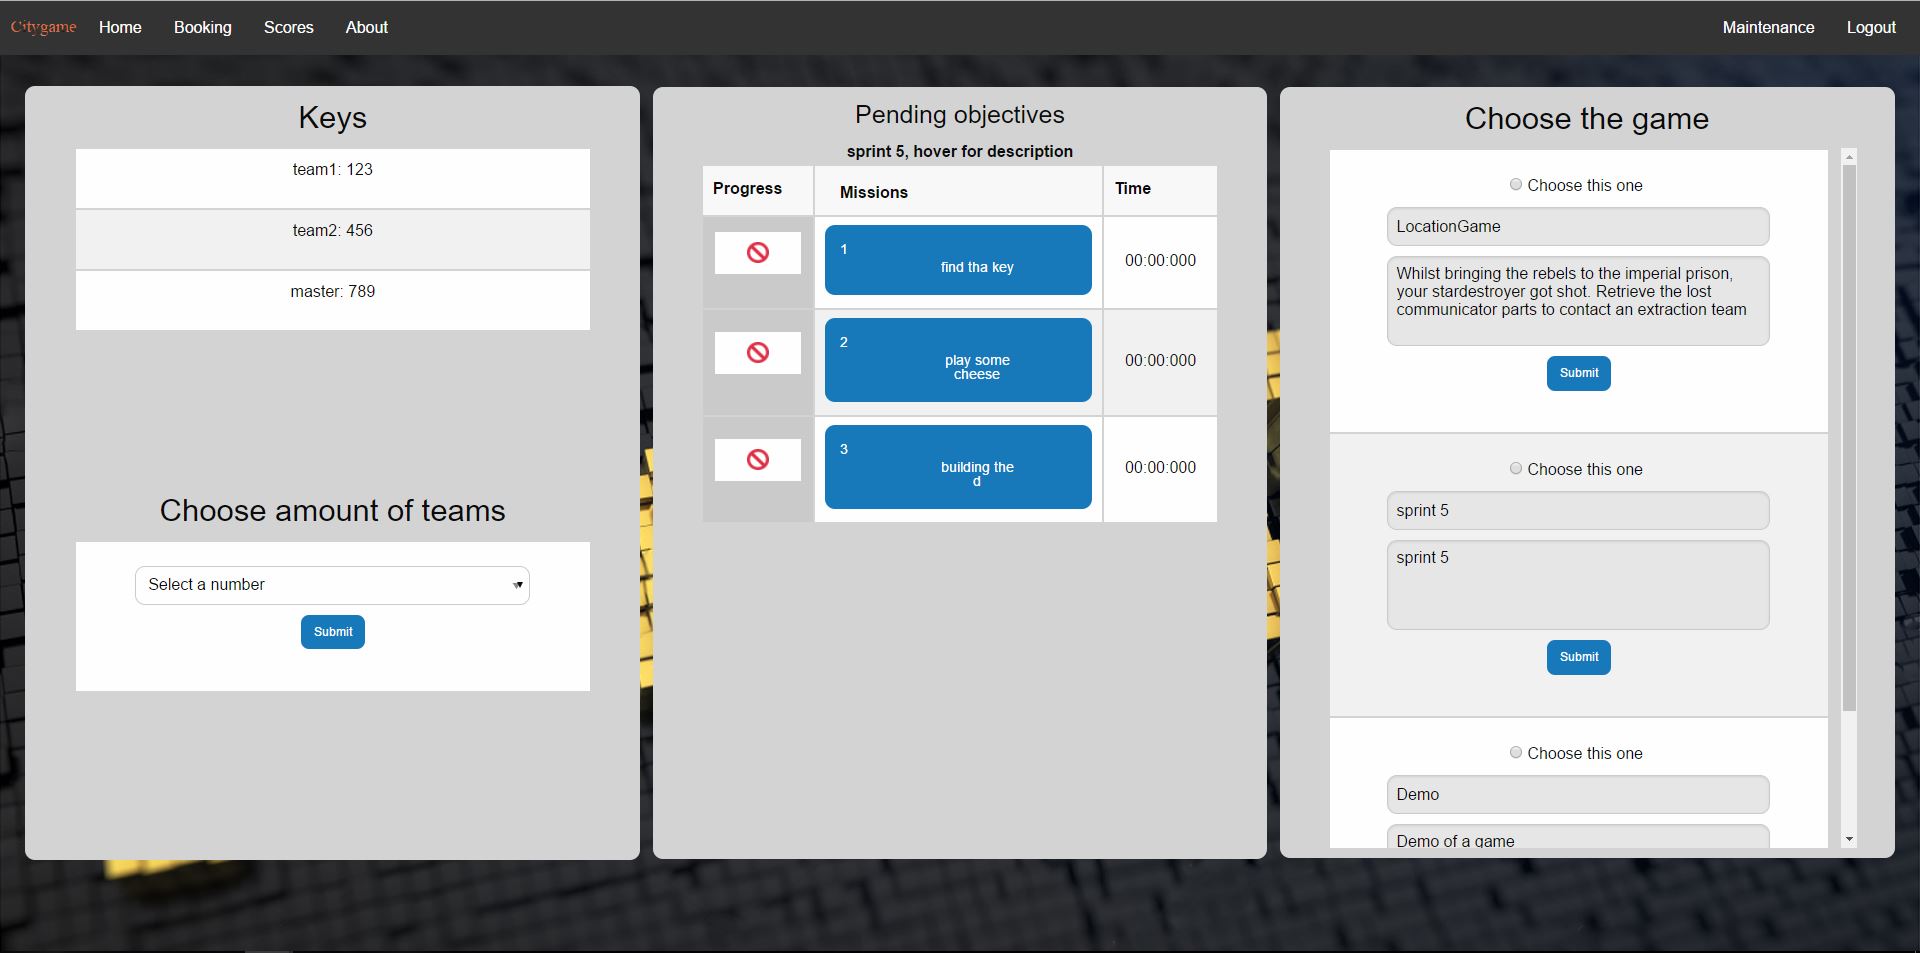 Citygame Home Booking Scores About Maintenance Logout
Keys
team1: 123
team2: 456
master: 789
Choose amount of teams
Select a number
Submit
Pending objectives
sprint 5, hover for description
Progress Missions Time
1
find tha key
00:00:000
2
play some
cheese
00:00:000
3
building the
d
00:00:000
Choose the game
Choose this one
LocationGame
Whilst bringing the rebels to the imperial prison,
your stardestroyer got shot. Retrieve the lost
communicator parts to contact an extraction team
Submit
Choose this one
sprint 5
sprint 5
Submit
Choose this one
Demo
Demo of a game